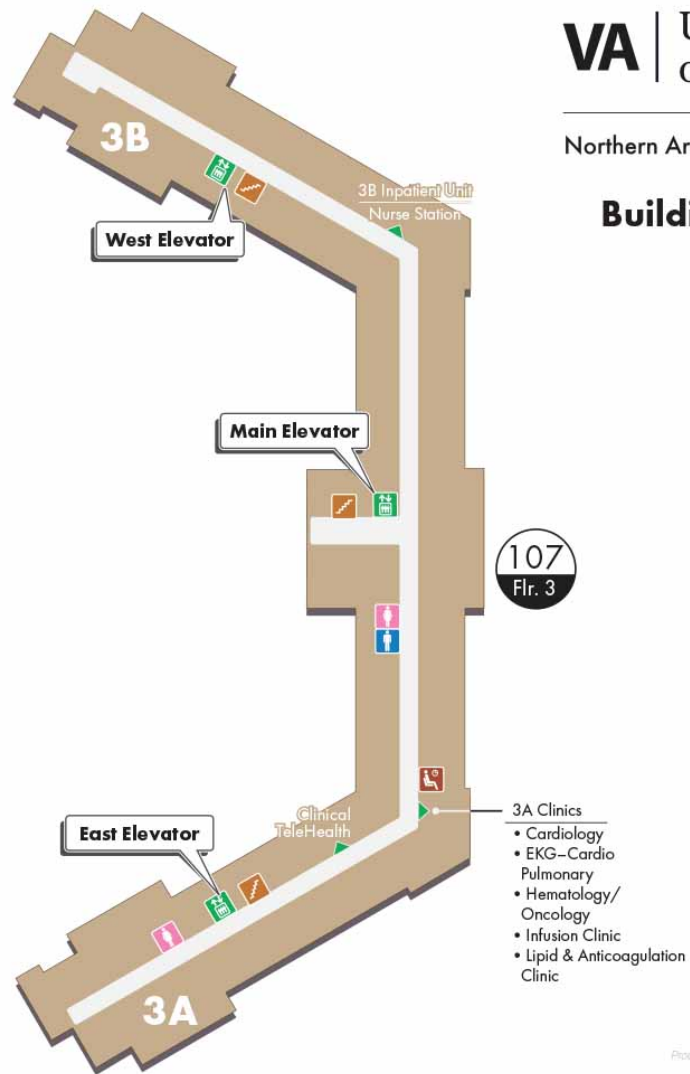 VA
Northern Ar
Buildi
3B
3B Inpatient Unit
Nurse Station
West Elevator
Main Elevator
107
Flr. 3
Clinical
TeleHealth
East Elevator
3A Clinics
• Cardiology
• EKG–Cardio
Pulmonary
• Hematology/
Oncology
• Infusion Clinic
• Lipid & Anticoagulation
Clinic
3A